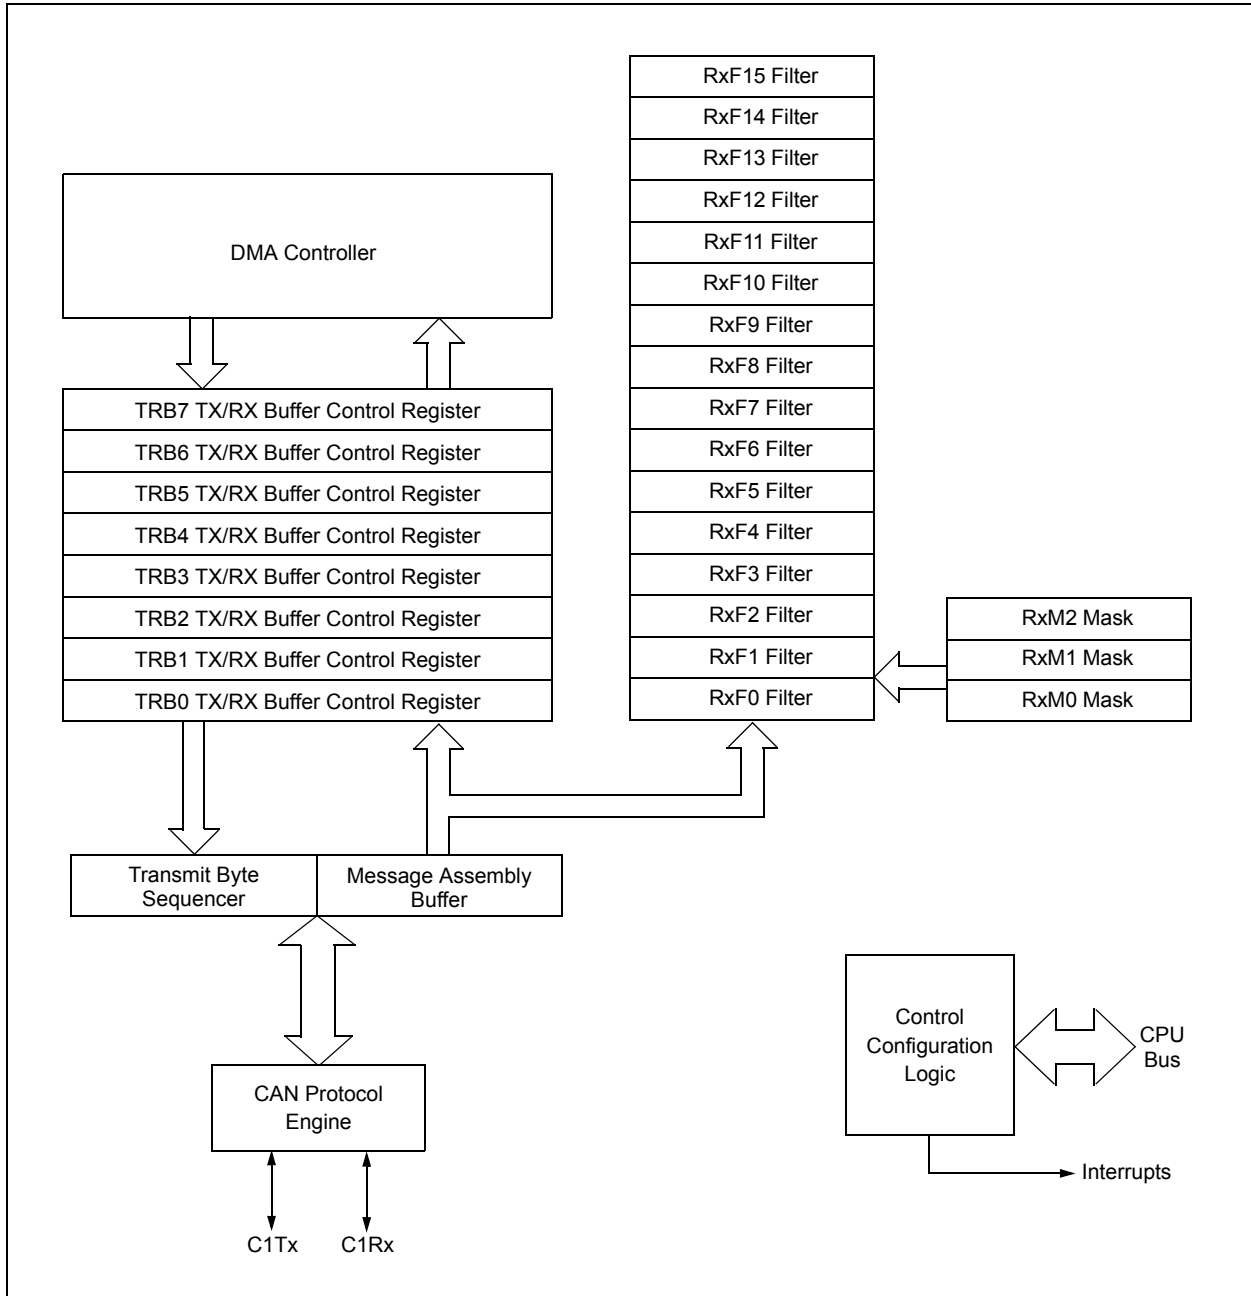 RxF15 Filter
RxF14 Filter
RxF13 Filter
RxF12 Filter
RxF11 Filter
RxF10 Filter
RxF9 Filter
RxF8 Filter
RxF7 Filter
RxF6 Filter
RxF5 Filter
RxF4 Filter
RxF3 Filter
RxF2 Filter
RxF1 Filter
RxF0 Filter
DMA Controller
TRB7 TX/RX Buffer Control Register
TRB6 TX/RX Buffer Control Register
TRB5 TX/RX Buffer Control Register
TRB4 TX/RX Buffer Control Register
TRB3 TX/RX Buffer Control Register
TRB2 TX/RX Buffer Control Register
TRB1 TX/RX Buffer Control Register
TRB0 TX/RX Buffer Control Register
RxM2 Mask
RxM1 Mask
RxM0 Mask
Transmit Byte
Sequencer
Message Assembly
Buffer
CAN Protocol
Engine
C1Tx
C1Rx
Control
Configuration
Logic
CPU
Bus
Interrupts